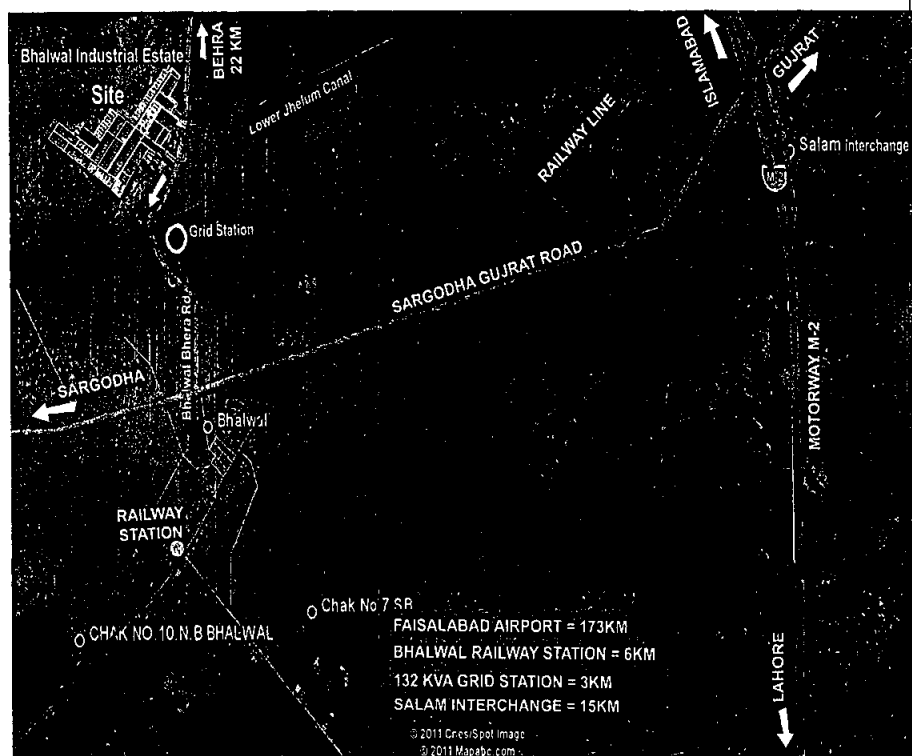 Bhalwal Industrial Estate
Site
BEHRA
22 KM
Lower Jhelum Canal
RAILWAY LINE
ISLAMABAD
GUJRAT
Salam Interchange
M-2
Grid Station
Bhalwal Bhera Rd.
SARGODHA GUJRAT ROAD
SARGODHA
Bhalwal
MOTORWAY M-2
RAILWAY
STATION
CHAK NO. 10.N.B BHALWAL
Chak No 7 SB
FAISALABAD AIRPORT = 173KM
BHALWAL RAILWAY STATION = 6KM
132 KVA GRID STATION = 3KM
SALAM INTERCHANGE = 15KM
LAHORE
© 2011 Cnes/Spot Image
© 2011 Mapabc.com